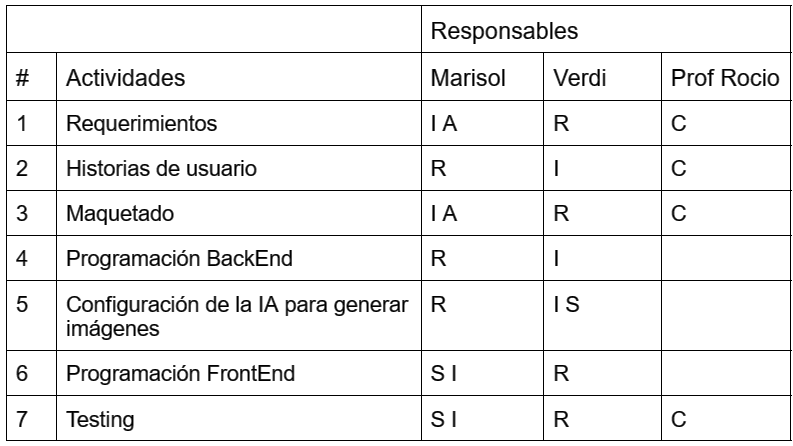 Responsables
# Actividades Marisol Verdi Prof Rocio
1 Requerimientos I A R C
2 Historias de usuario R I C
3 Maquetado I A R C
4 Programación BackEnd R I
5 Configuración de la IA para generar R I S
imágenes
6 Programación FrontEnd S I R
7 Testing S I R C